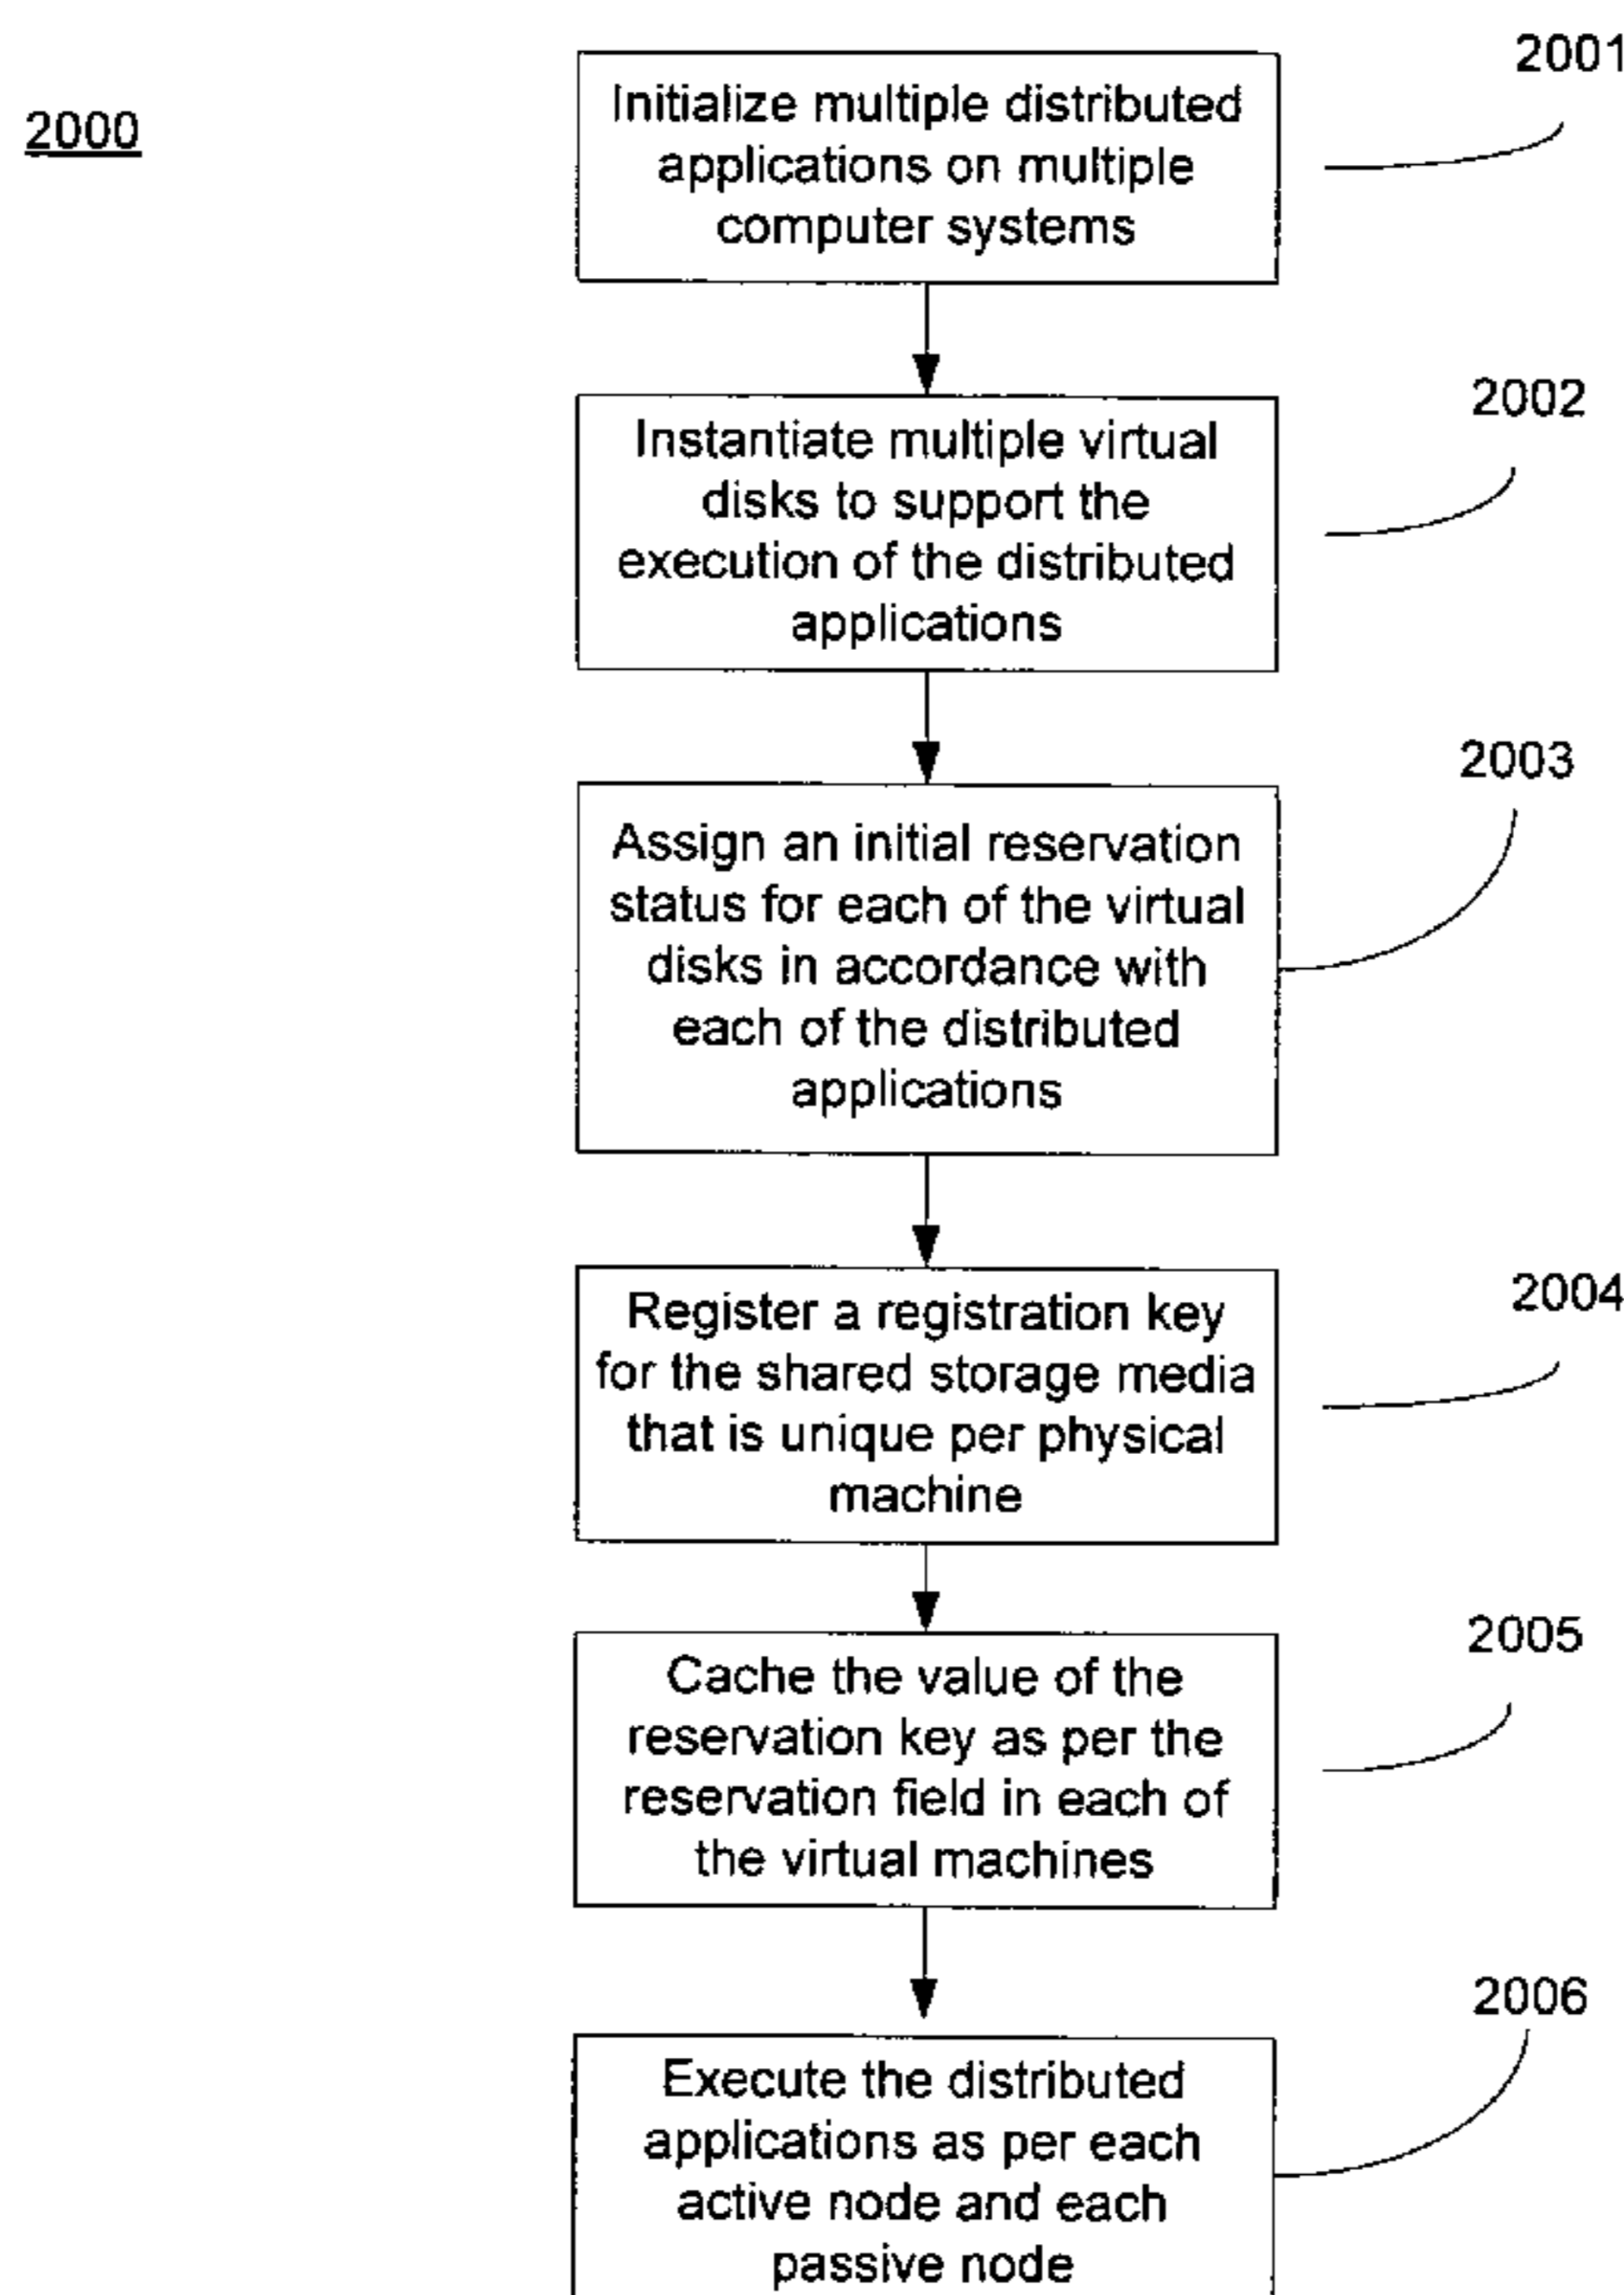 2000
2001
Initialize multiple distributed
applications on multiple
computer systems
2002
Instantiate multiple virtual
disks to support the
execution of the distributed
applications
2003
Assign an initial reservation
status for each of the virtual
disks in accordance with
each of the distributed
applications
2004
Register a registration key
for the shared storage media
that is unique per physical
machine
2005
Cache the value of the
reservation key as per the
reservation field in each of
the virtual machines
2006
Execute the distributed
applications as per each
active node and each
passive node